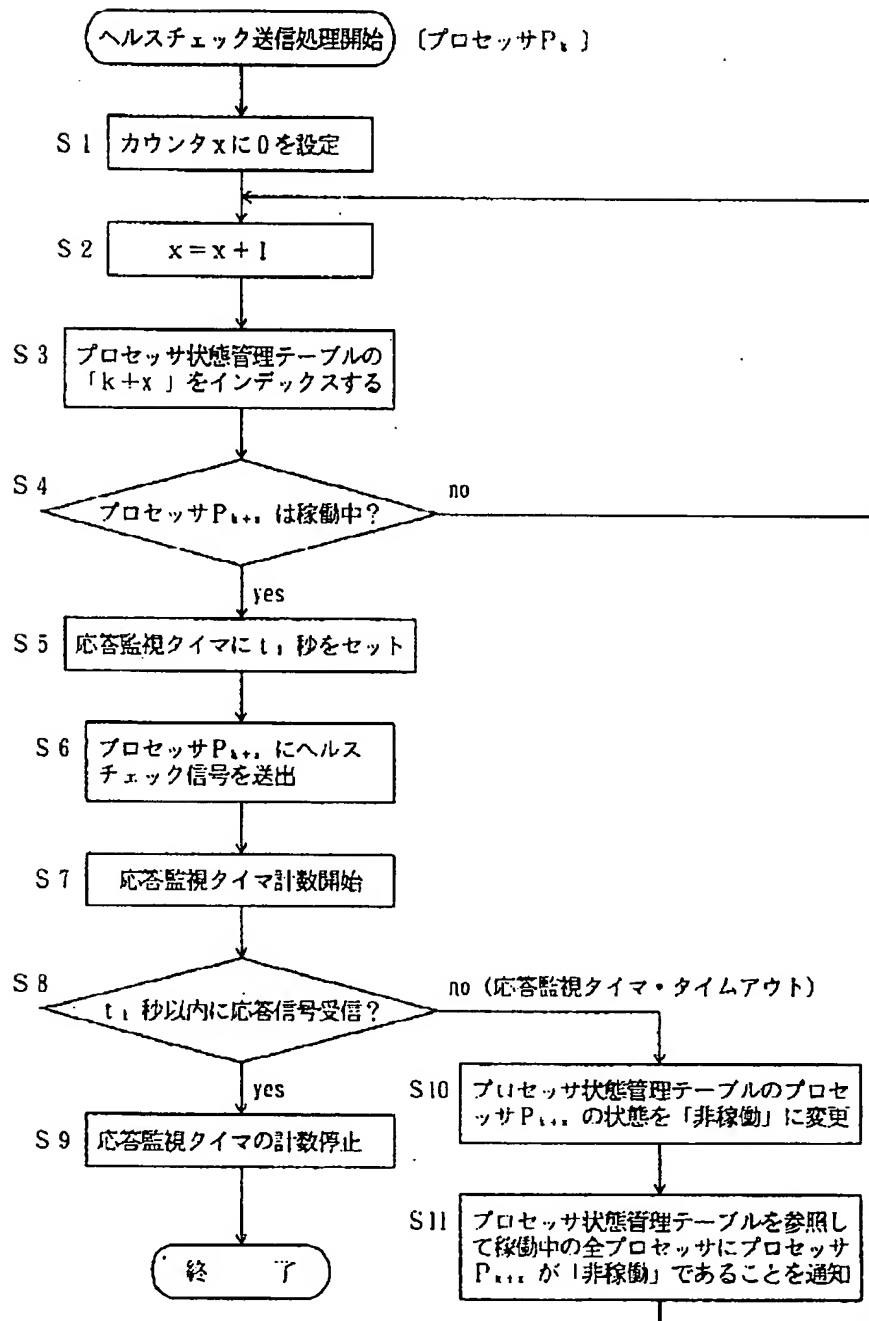 ヘルスチェック送信処理開始 〔プロセッサPk〕
S1 カウンタxに0を設定
S2 x=x+1
S3 プロセッサ状態管理テーブルの
「k+x」をインデックスする
S4 プロセッサPk+xは稼働中? no
yes
S5 応答監視タイマにt1秒をセット
S6 プロセッサPk+xにヘルス
チェック信号を送出
S7 応答監視タイマ計数開始
S8 t1秒以内に応答信号受信? no(応答監視タイマ・タイムアウト)
yes
S9 応答監視タイマの計数停止
終 了
S10 プロセッサ状態管理テーブルのプロセ
ッサPk+xの状態を「非稼働」に変更
S11 プロセッサ状態管理テーブルを参照し
て稼働中の全プロセッサにプロセッサ
Pk+xが「非稼働」であることを通知